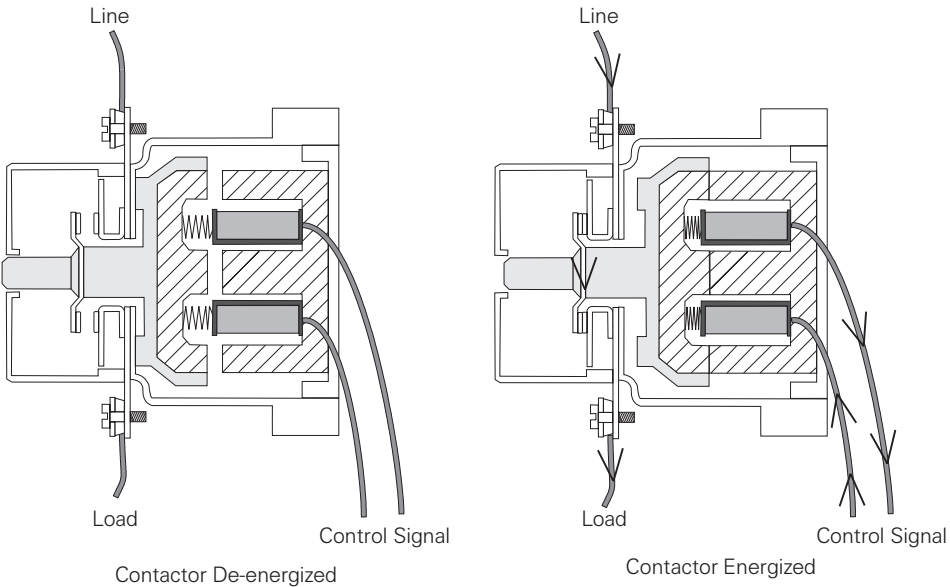 Line
Line
Load
Control Signal
Contactor De-energized
Load
Control Signal
Contactor Energized